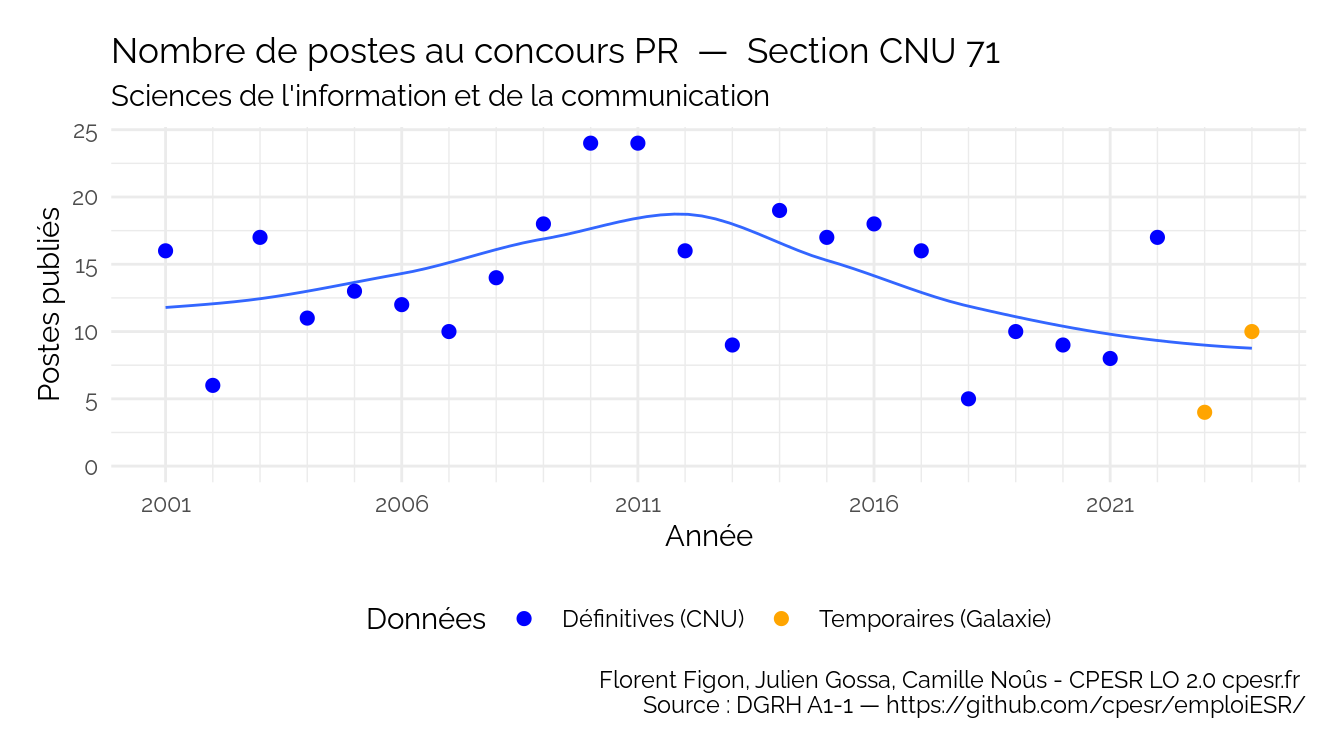 Nombre de postes au concours PR — Section CNU 71
Sciences de l'information et de la communication
Postes publiés
25
20
15
10
5
0
2001 2006 2011 2016 2021
Année
Données Définitives (CNU) Temporaires (Galaxie)
Florent Figon, Julien Gossa, Camille Noûs - CPESR LO 2.0 cpesr.fr
Source : DGRH A1-1 — https://github.com/cpesr/emploiESR/